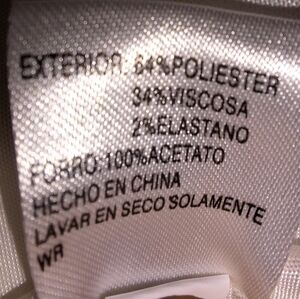 EXTERIOR: 64%POLIESTER
34%VISCOSA
2%ELASTANO
FORRO:100%ACETATO
HECHO EN CHINA
LAVAR EN SECO SOLAMENTE
WR